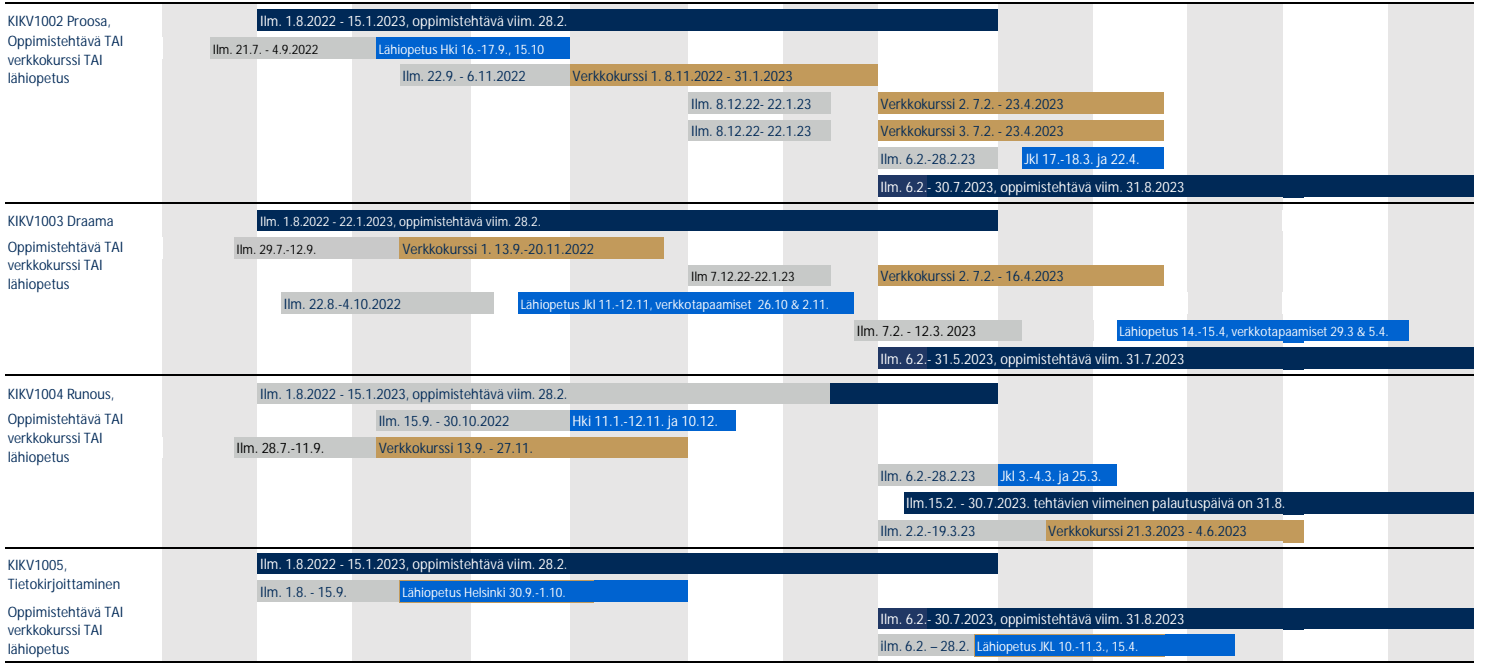 KIKV1002 Proosa,
Oppimistehtävä TAI
verkkokurssi TAI
lähiopetus
Ilm. 1.8.2022 - 15.1.2023, oppimistehtävä viim. 28.2.
Ilm. 21.7. - 4.9.2022
Lähiopetus Hki 16.-17.9., 15.10
Ilm. 22.9. - 6.11.2022
Verkkokurssi 1. 8.11.2022 - 31.1.2023
Ilm. 8.12.22- 22.1.23
Verkkokurssi 2. 7.2. - 23.4.2023
Ilm. 8.12.22- 22.1.23
Verkkokurssi 3. 7.2. - 23.4.2023
Ilm. 6.2.-28.2.23
Jkl 17.-18.3. ja 22.4.
Ilm. 6.2.- 30.7.2023, oppimistehtävä viim. 31.8.2023
KIKV1003 Draama
Oppimistehtävä TAI
verkkokurssi TAI
lähiopetus
Ilm. 1.8.2022 - 22.1.2023, oppimistehtävä viim. 28.2.
Ilm. 29.7.-12.9.
Verkkokurssi 1. 13.9.-20.11.2022
Ilm 7.12.22-22.1.23
Verkkokurssi 2. 7.2. - 16.4.2023
Ilm. 22.8.-4.10.2022
Lähiopetus Jkl 11.-12.11, verkkotapaamiset 26.10 & 2.11.
Ilm. 7.2. - 12.3. 2023
Lähiopetus 14.-15.4, verkkotapaamiset 29.3 & 5.4.
Ilm. 6.2.- 31.5.2023, oppimistehtävä viim. 31.7.2023
KIKV1004 Runous,
Oppimistehtävä TAI
verkkokurssi TAI
lähiopetus
Ilm. 1.8.2022 - 15.1.2023, oppimistehtävä viim. 28.2.
Ilm. 15.9. - 30.10.2022
Hki 11.1.-12.11. ja 10.12.
Ilm. 28.7.-11.9.
Verkkokurssi 13.9. - 27.11.
Ilm. 6.2.-28.2.23
Jkl 3.-4.3. ja 25.3.
Ilm.15.2. - 30.7.2023. tehtävien viimeinen palautuspäivä on 31.8.
Ilm. 2.2.-19.3.23
Verkkokurssi 21.3.2023 - 4.6.2023
KIKV1005,
Tietokirjoittaminen
Oppimistehtävä TAI
verkkokurssi TAI
lähiopetus
Ilm. 1.8.2022 - 15.1.2023, oppimistehtävä viim. 28.2.
Ilm. 1.8. - 15.9.
Lähiopetus Helsinki 30.9.-1.10.
Ilm. 6.2.- 30.7.2023, oppimistehtävä viim. 31.8.2023
ilm. 6.2. – 28.2.
Lähiopetus JKL 10.-11.3., 15.4.